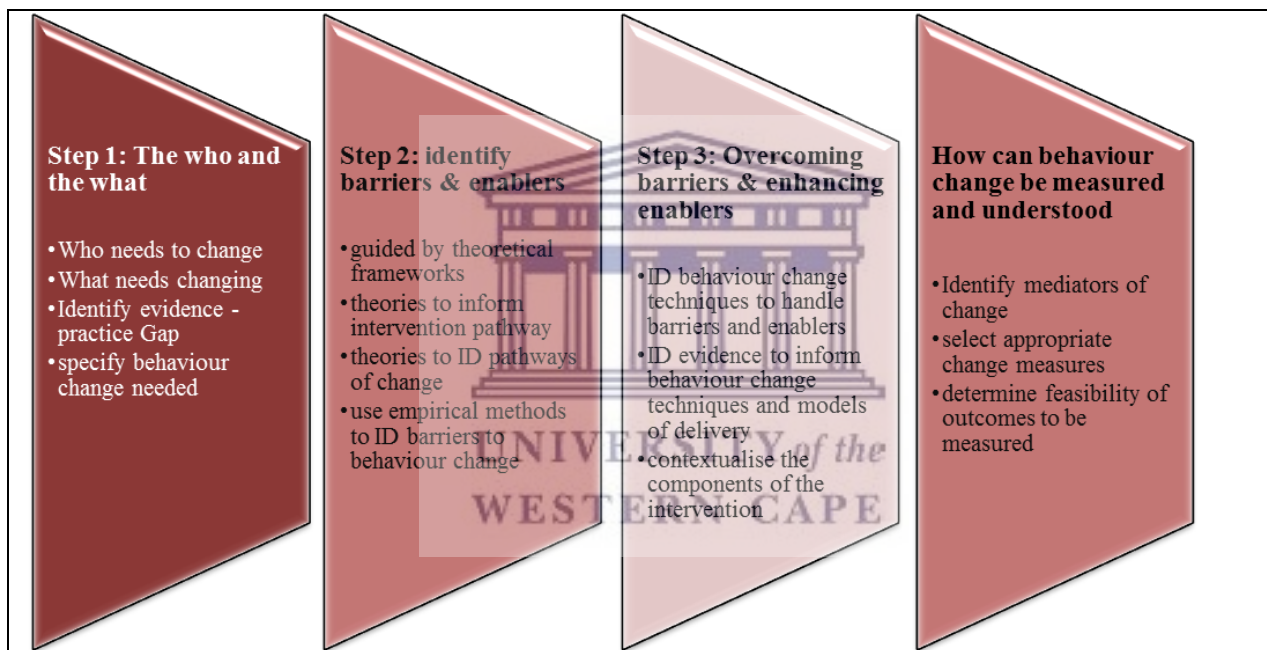 Step 1: The who and
the what
•Who needs to change
•What needs changing
•Identify evidence -
practice Gap
•specify behaviour
change needed
Step 2: identify
barriers & enablers
•guided by theoretical
frameworks
•theories to inform
intervention pathway
•theories to ID pathways
of change
•use empirical methods
to ID barriers to
behaviour change
Step 3: Overcoming
barriers & enhancing
enablers
•ID behaviour change
techniques to handle
barriers and enablers
•ID evidence to inform
behaviour change
techniques and models
of delivery
•contextualise the
components of the
intervention
How can behaviour
change be measured
and understood
•Identify mediators of
change
•select appropriate
change measures
•determine feasibility of
outcomes to be
measured
UNIVERSITY of the
WESTERN CAPE